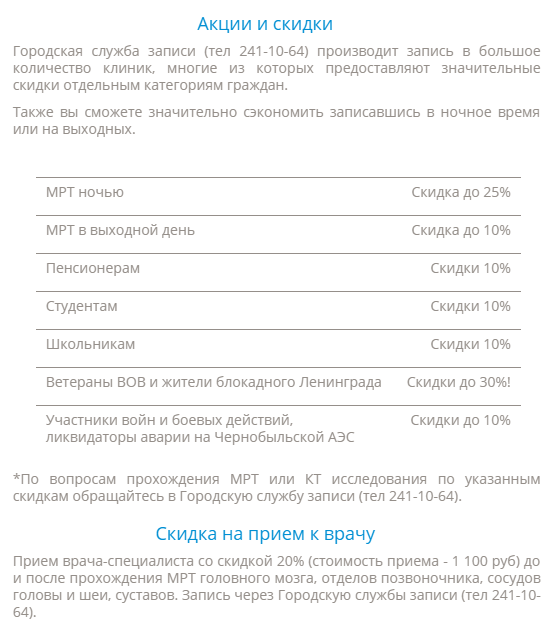 Акции и скидки
Городская служба записи (тел 241-10-64) производит запись в большое
количество клиник, многие из которых предоставляют значительные
скидки отдельным категориям граждан.
Также вы сможете значительно сэкономить записавшись в ночное время
или на выходных.
МРТ ночью Скидка до 25%
МРТ в выходной день Скидка до 10%
Пенсионерам Скидки 10%
Студентам Скидки 10%
Школьникам Скидки 10%
Ветераны ВОВ и жители блокадного Ленинграда Скидки до 30%!
Участники войн и боевых действий, Скидки до 10%
ликвидаторы аварии на Чернобыльской АЭС
*По вопросам прохождения МРТ или КТ исследования по указанным
скидкам обращайтесь в Городскую службу записи (тел 241-10-64).
Скидка на прием к врачу
Прием врача-специалиста со скидкой 20% (стоимость приема - 1 100 руб) до
и после прохождения МРТ головного мозга, отделов позвоночника, сосудов
головы и шеи, суставов. Запись через Городскую службы записи (тел 241-10-
64).